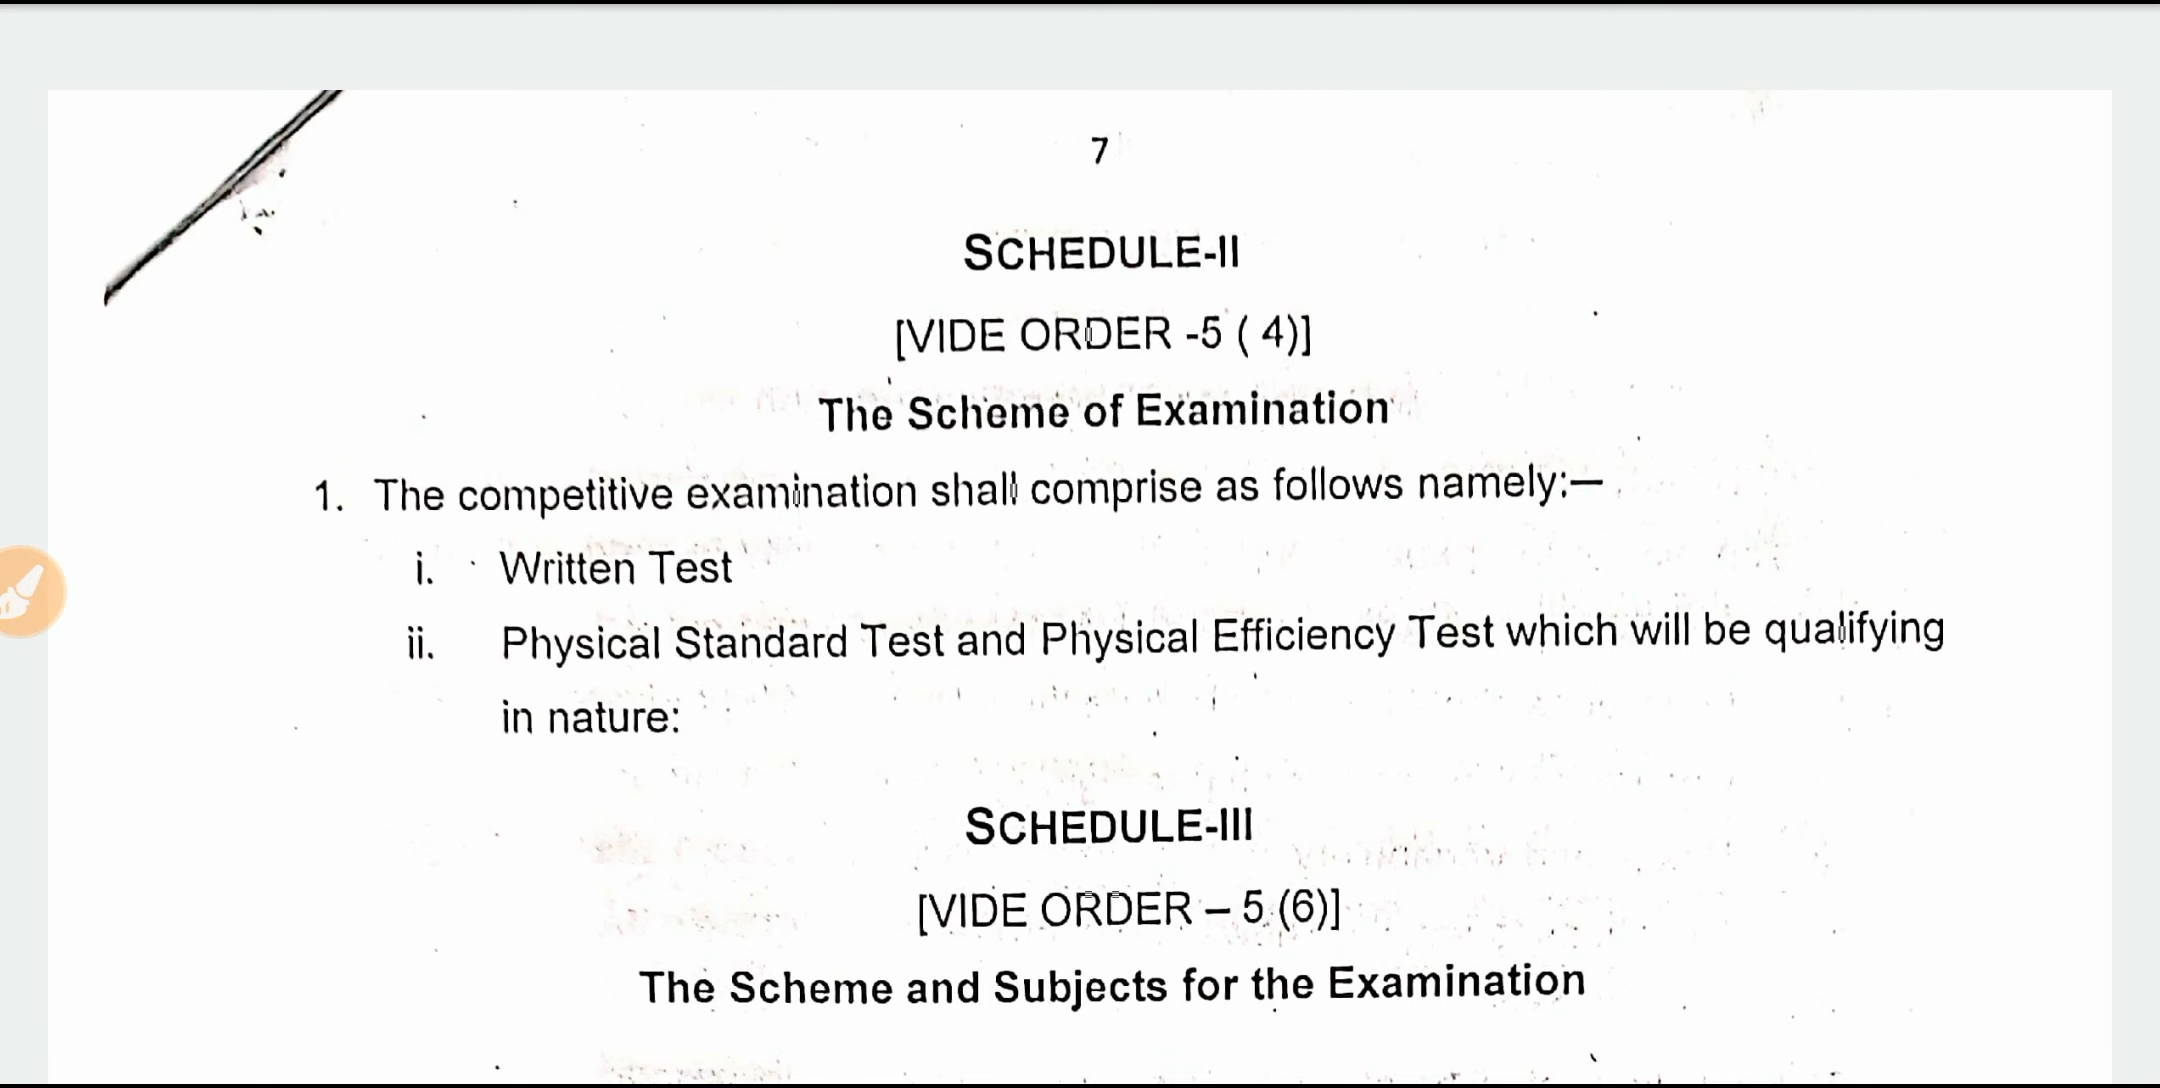 7
SCHEDULE-II
[VIDE ORDER -5 ( 4)]
The Scheme of Examination
1. The competitive examination shall comprise as follows namely:—
i. Written Test
ii. Physical Standard Test and Physical Efficiency Test which will be qualifying
in nature:
SCHEDULE-III
[VIDE ORDER – 5 (6)]
The Scheme and Subjects for the Examination